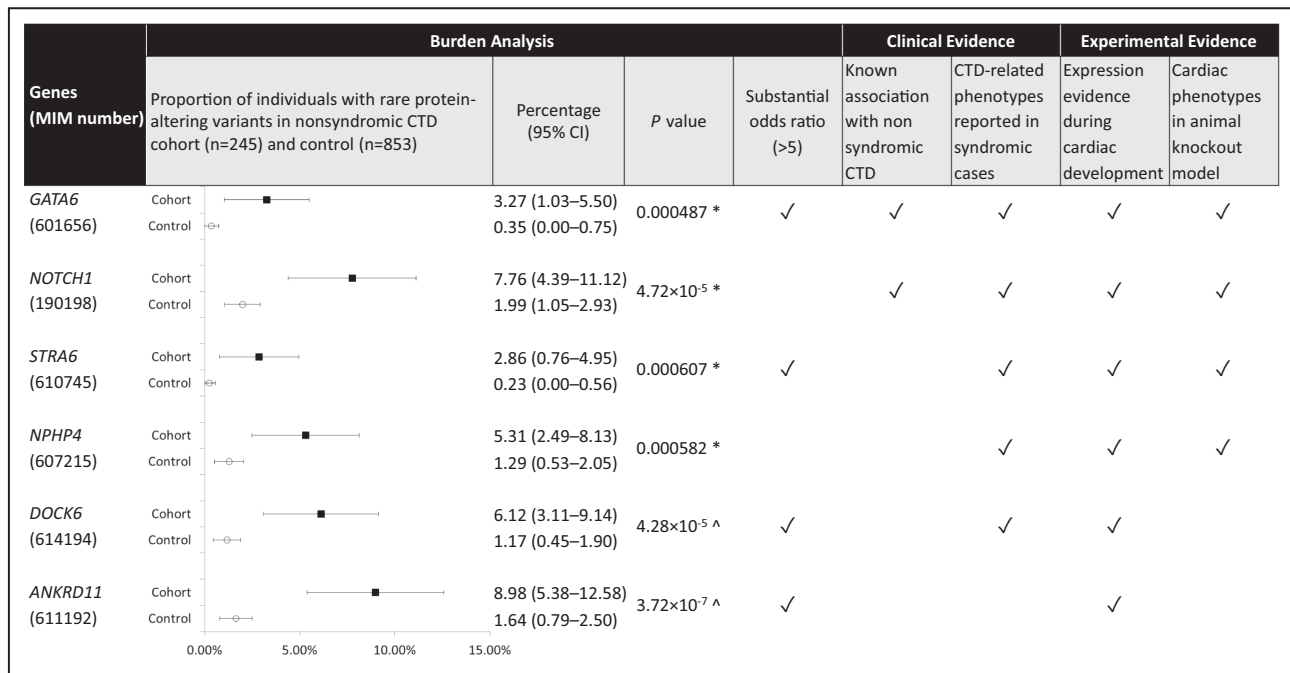 Burden Analysis Clinical Evidence Experimental Evidence
Genes
(MIM number)
Proportion of individuals with rare protein-
altering variants in nonsyndromic CTD
cohort (n=245) and control (n=853)
Percentage
(95% CI)
P value
Substantial
odds ratio
(>5)
Known
association
with non
syndromic
CTD
CTD-related
phenotypes
reported in
syndromic
cases
Expression
evidence
during
cardiac
development
Cardiac
phenotypes
in animal
knockout
model
GATA6
(601656)
Cohort 3.27 (1.03–5.50)
Control 0.35 (0.00–0.75)
0.000487 * ✓ ✓ ✓ ✓ ✓
NOTCH1
(190198)
Cohort 7.76 (4.39–11.12)
Control 1.99 (1.05–2.93)
4.72×10⁻⁵ * ✓ ✓ ✓ ✓
STRA6
(610745)
Cohort 2.86 (0.76–4.95)
Control 0.23 (0.00–0.56)
0.000607 * ✓ ✓ ✓ ✓
NPHP4
(607215)
Cohort 5.31 (2.49–8.13)
Control 1.29 (0.53–2.05)
0.000582 * ✓ ✓ ✓
DOCK6
(614194)
Cohort 6.12 (3.11–9.14)
Control 1.17 (0.45–1.90)
4.28×10⁻⁵ ^ ✓ ✓ ✓
ANKRD11
(611192)
Cohort 8.98 (5.38–12.58)
Control 1.64 (0.79–2.50)
3.72×10⁻⁷ ^ ✓ ✓
0.00% 5.00% 10.00% 15.00%